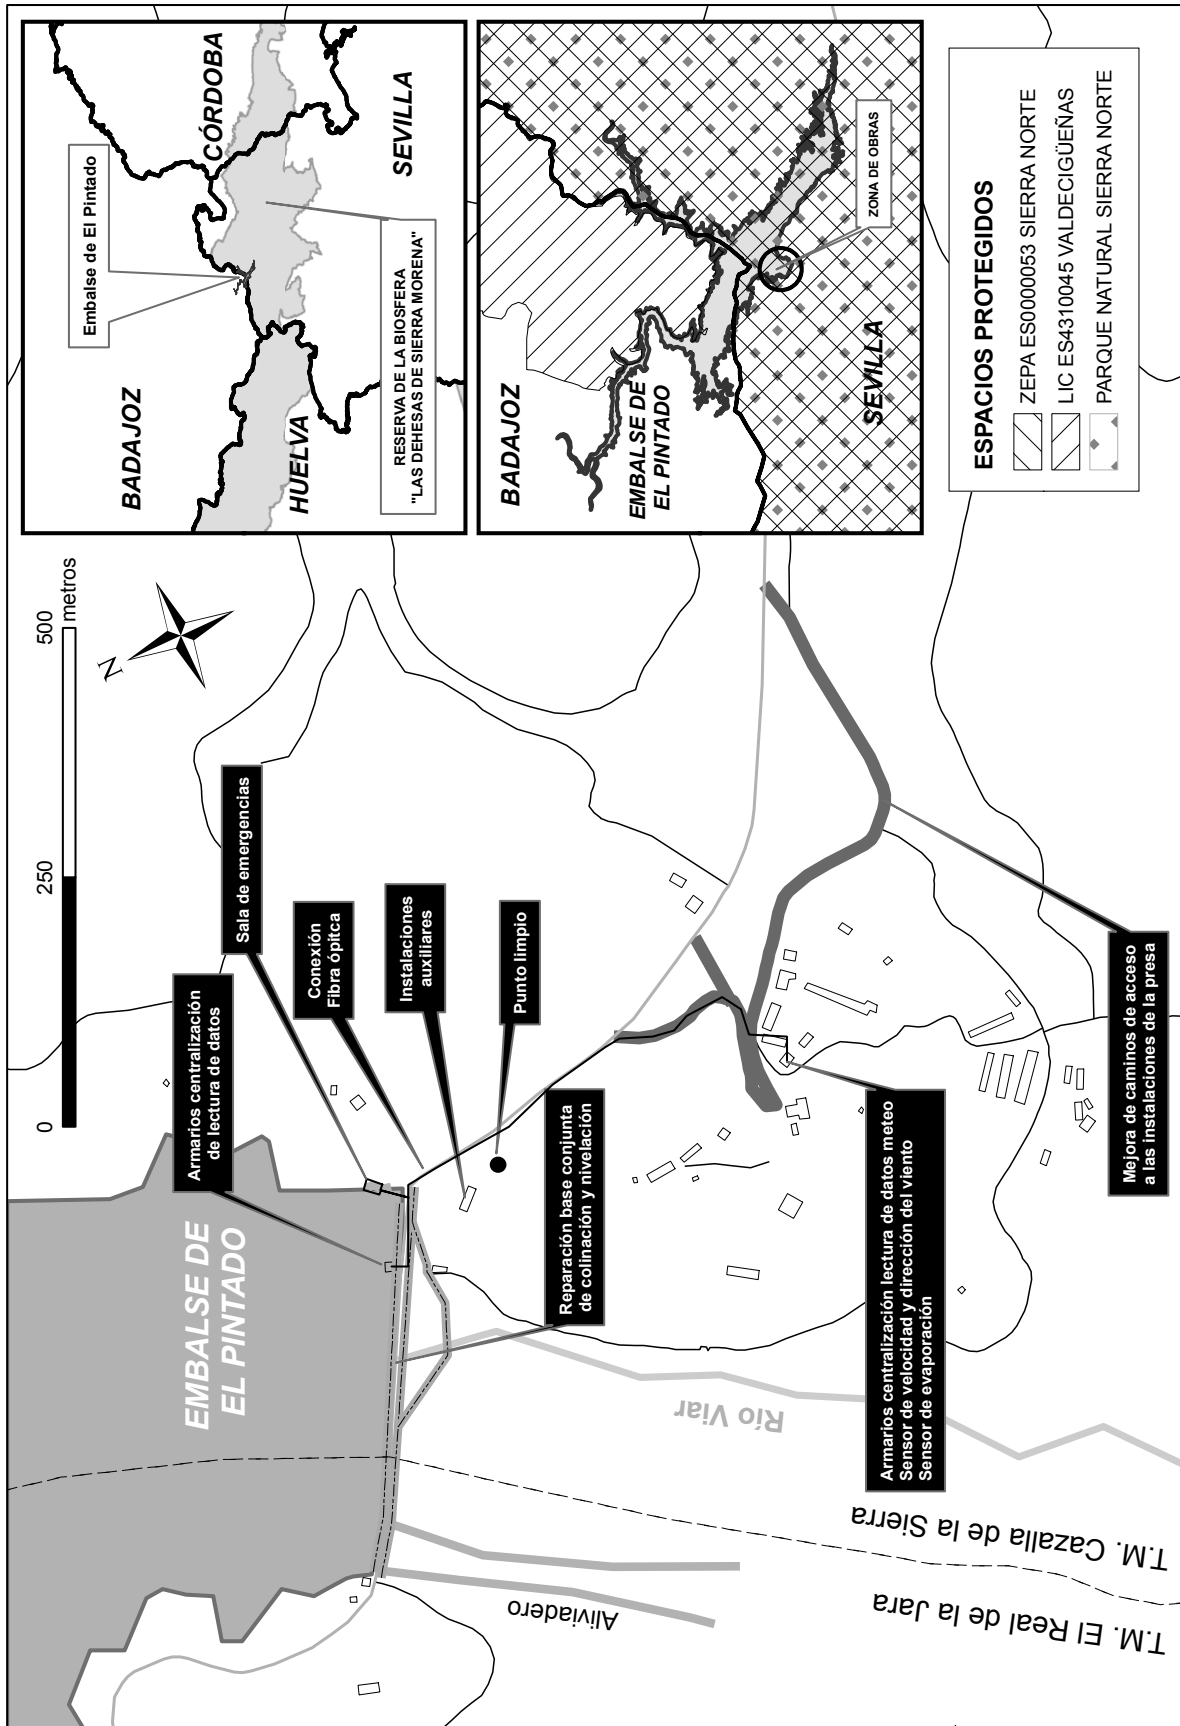 EMBALSE DE
EL PINTADO
Armarios centralización
de lectura de datos
Sala de emergencias
Conexión
Fibra ópitca
Instalaciones
auxiliares
Punto limpio
Reparación base conjunta
de colinación y nivelación
Armarios centralización lectura de datos meteo
Sensor de velocidad y dirección del viento
Sensor de evaporación
Mejora de caminos de acceso
a las instalaciones de la presa
Aliviadero
Río Viar
T.M. El Real de la Jara
T.M. Cazalla de la Sierra
0
250
500
metros
N
BADAJOZ
CÓRDOBA
HUELVA
SEVILLA
Embalse de El Pintado
RESERVA DE LA BIOSFERA
"LAS DEHESAS DE SIERRA MORENA"
BADAJOZ
EMBALSE DE
EL PINTADO
SEVILLA
ZONA DE OBRAS
ESPACIOS PROTEGIDOS
ZEPA ES0000053 SIERRA NORTE
LIC ES4310045 VALDECIGÜEÑAS
PARQUE NATURAL SIERRA NORTE